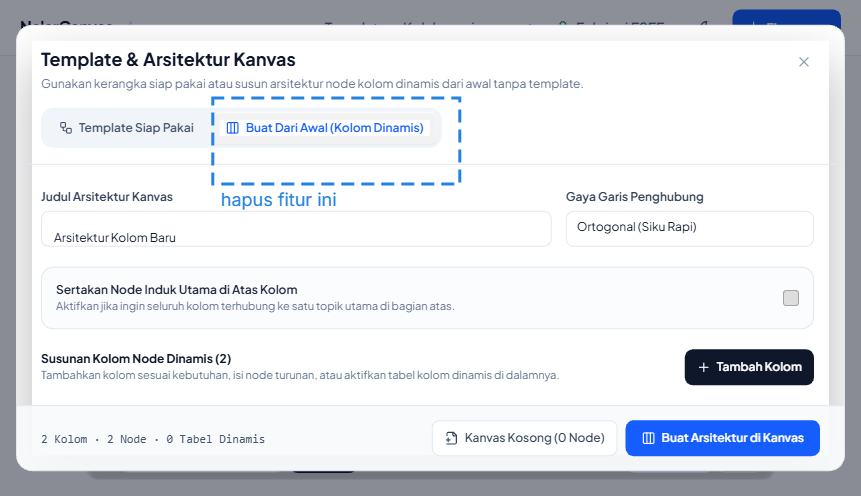 Template & Arsitektur Kanvas
Gunakan kerangka siap pakai atau susun arsitektur node kolom dinamis dari awal tanpa template.
Template Siap Pakai
Buat Dari Awal (Kolom Dinamis)
hapus fitur ini
Judul Arsitektur Kanvas
Gaya Garis Penghubung
Arsitektur Kolom Baru
Ortogonal (Siku Rapi)
Sertakan Node Induk Utama di Atas Kolom
Aktifkan jika ingin seluruh kolom terhubung ke satu topik utama di bagian atas.
Susunan Kolom Node Dinamis (2)
Tambahkan kolom sesuai kebutuhan, isi node turunan, atau aktifkan tabel kolom dinamis di dalamnya.
+ Tambah Kolom
2 Kolom · 2 Node · 0 Tabel Dinamis
Kanvas Kosong (0 Node)
Buat Arsitektur di Kanvas